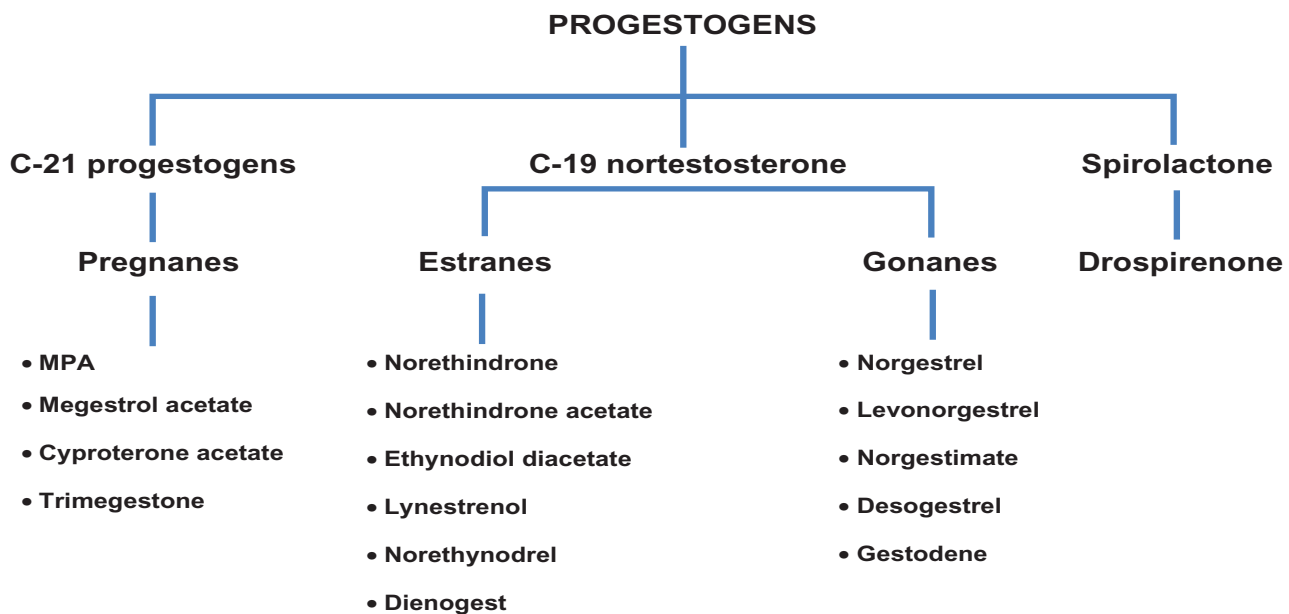 PROGESTOGENS
C-21 progestogens
C-19 nortestosterone
Spirolactone
Pregnanes
Estranes
Gonanes
Drospirenone
• MPA
• Megestrol acetate
• Cyproterone acetate
• Trimegestone
• Norethindrone
• Norethindrone acetate
• Ethynodiol diacetate
• Lynestrenol
• Norethynodrel
• Dienogest
• Norgestrel
• Levonorgestrel
• Norgestimate
• Desogestrel
• Gestodene